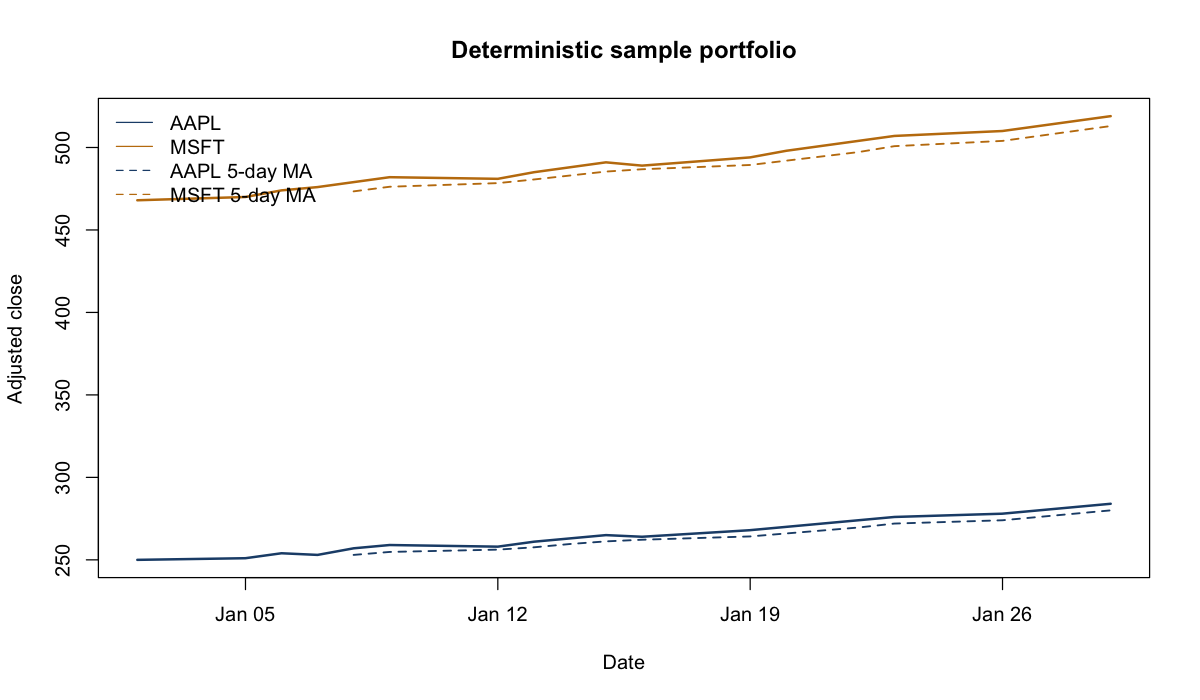 Deterministic sample portfolio
AAPL
MSFT
AAPL 5-day MA
MSFT 5-day MA
500
450
400
350
300
250
Adjusted close
Jan 05
Jan 12
Jan 19
Jan 26
Date